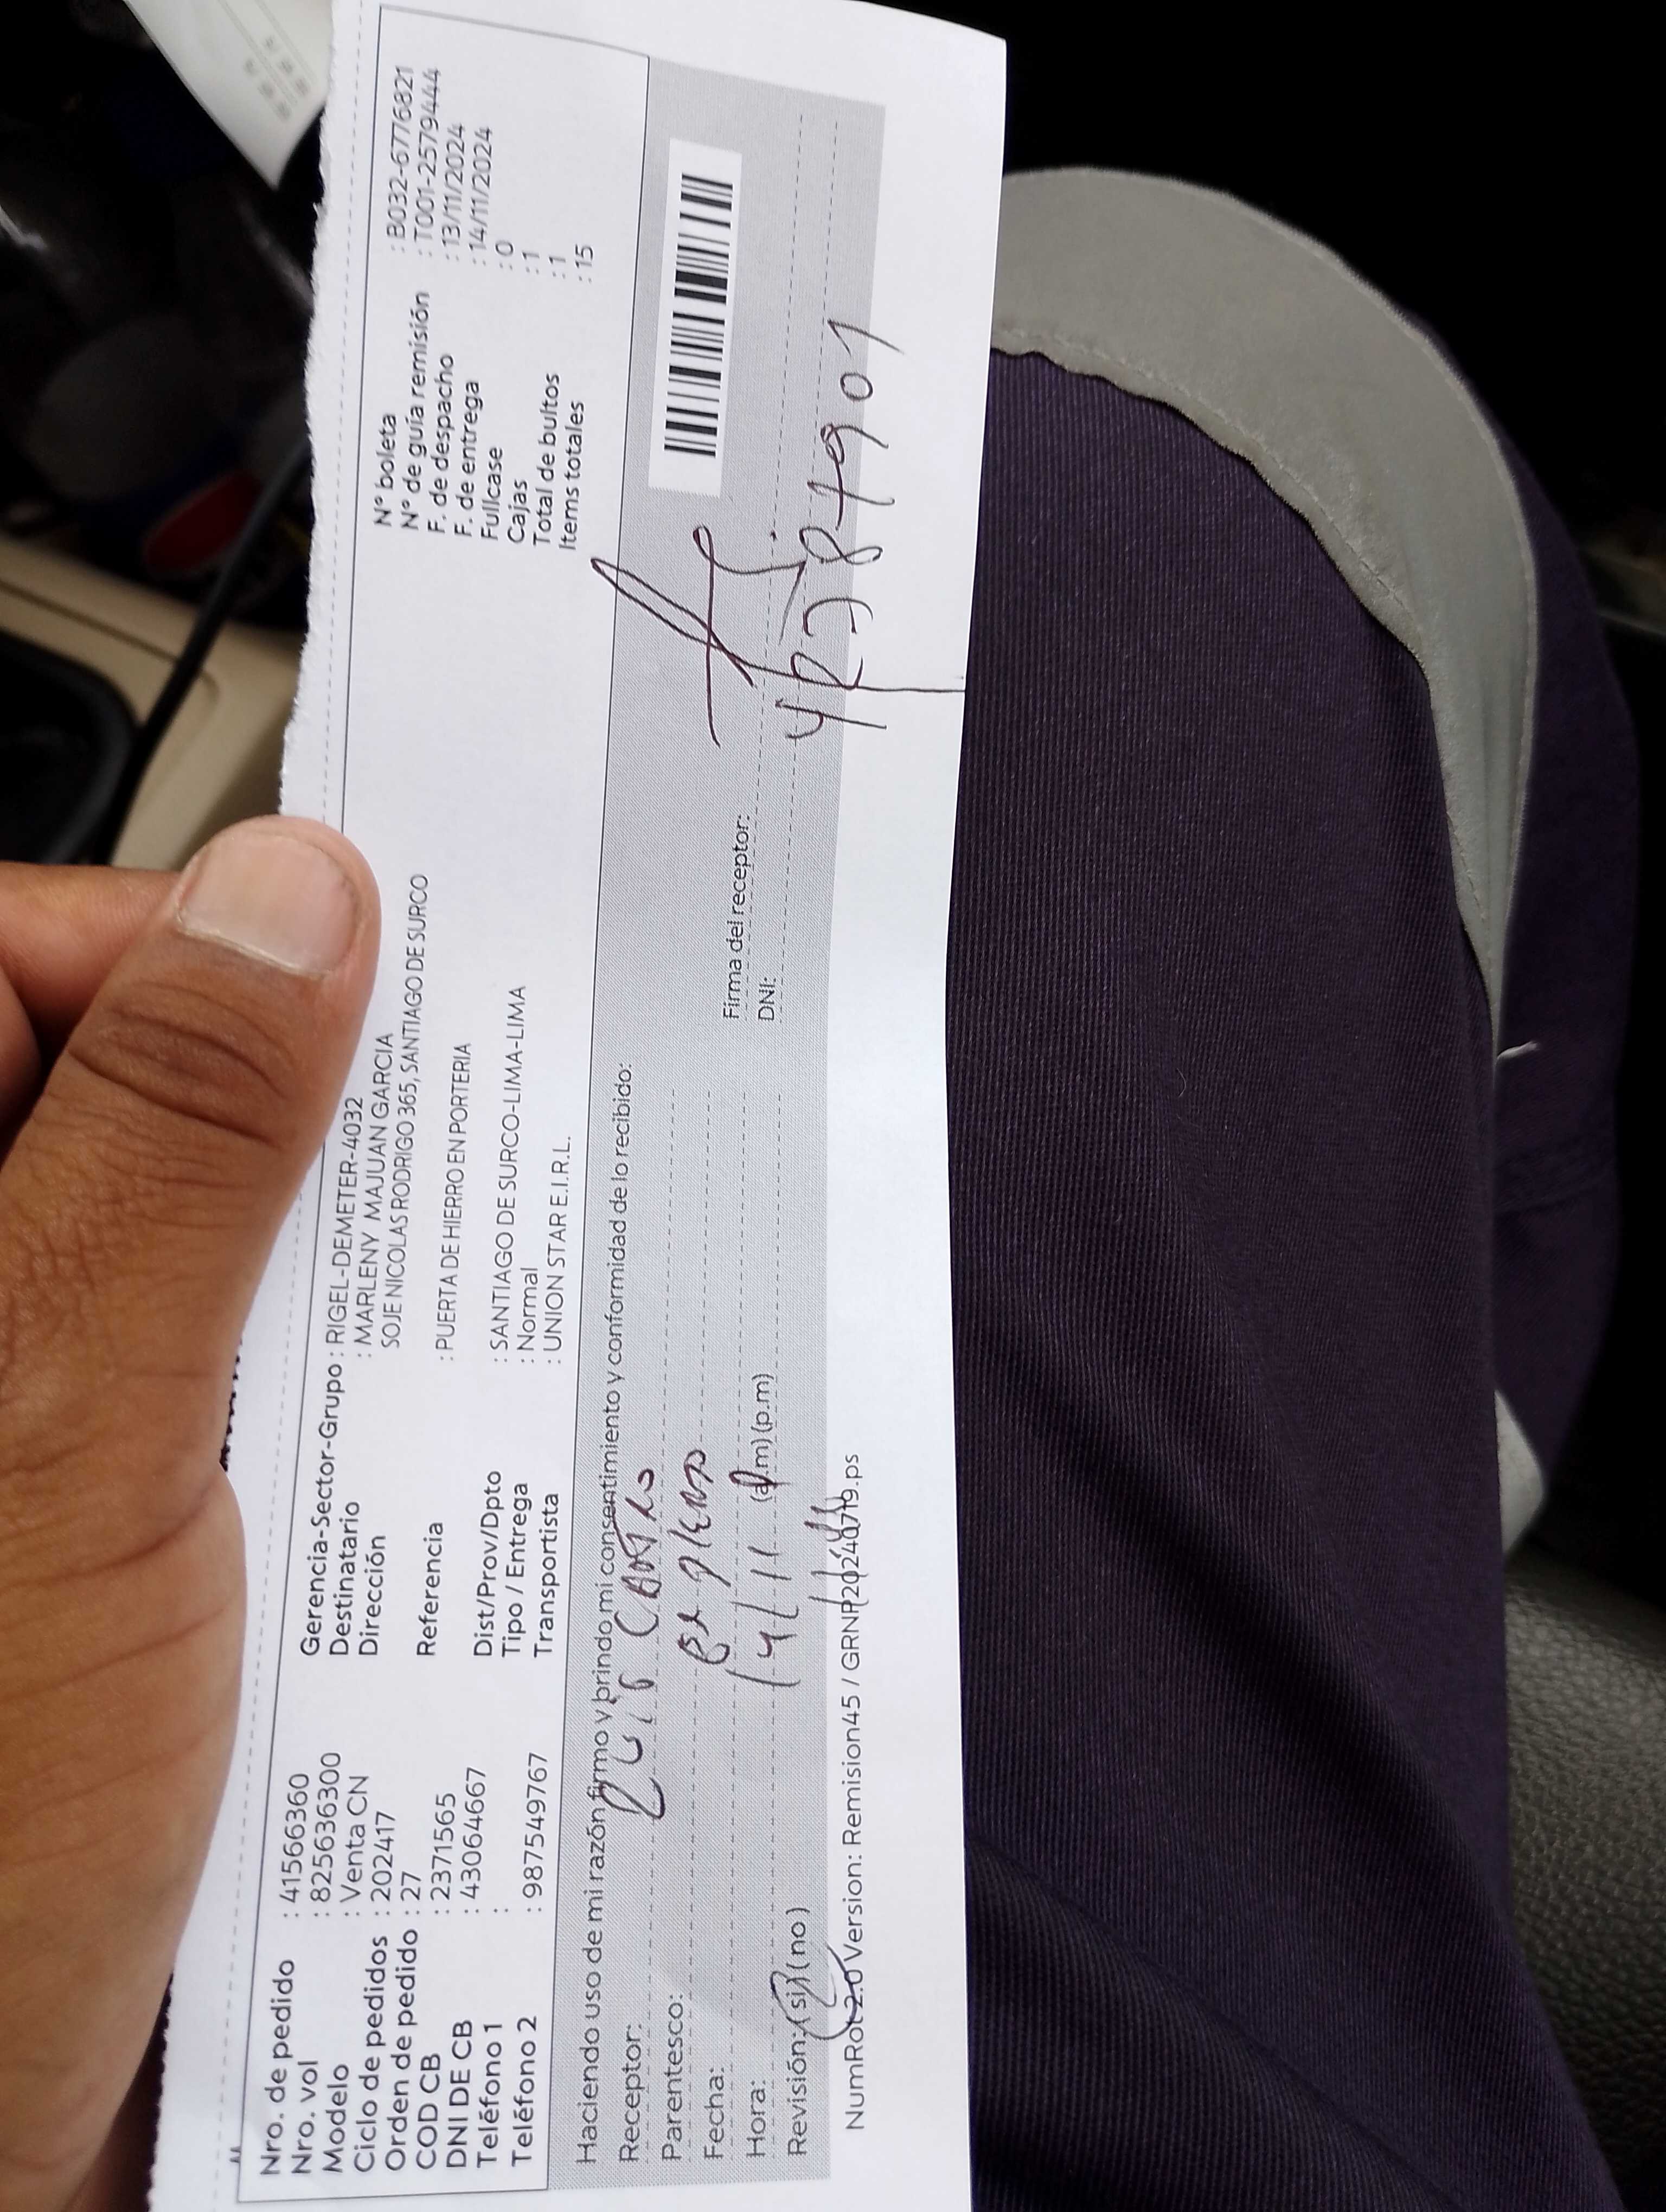 Nro. de pedido : 41566360
Nro. vol : 825636300
Modelo : Venta CN
Ciclo de pedidos : 202417
Orden de pedido : 27
COD CB : 2371565
DNI DE CB : 43064667
Teléfono 1 :
Teléfono 2 : 987549767
Gerencia-Sector-Grupo : RIGEL-DEMETER-4032
Destinatario : MARLENY MAJUAN GARCIA
Dirección SOJE NICOLAS RODRIGO 365, SANTIAGO DE SURCO
Referencia : PUERTA DE HIERRO EN PORTERIA
Dist/Prov/Dpto : SANTIAGO DE SURCO-LIMA-LIMA
Tipo / Entrega : Normal
Transportista : UNION STAR E.I.R.L.
N° boleta : B032-6776821
N° de guía remisión : T001-2579444
F. de despacho : 13/11/2024
F. de entrega : 14/11/2024
Fullcase : 0
Cajas : 1
Total de bultos : 1
Items totales : 15
Haciendo uso de mi razón firmo y brindo mi consentimiento y conformidad de lo recibido:
Receptor: Luis Castro
Parentesco:
Fecha: 14/11
Hora: (a.m) (p.m)
Revisión: (si) (no)
Firma del receptor:
DNI:
NumRot 2.0 Version: Remision45 / GRNP20240719.ps